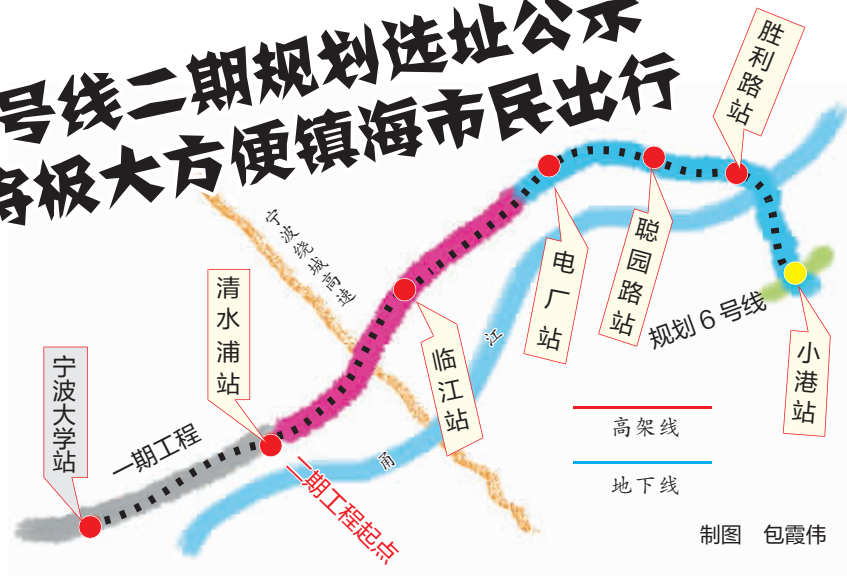 号线二期规划选址公示
将极大方便镇海市民出行
胜利路站
宁波绕城高速
聪园路站
电厂站
清水浦站
规划6号线
江
临江站
小港站
宁波大学站
一期工程
高架线
甬
二期工程起点
地下线
制图 包霞伟